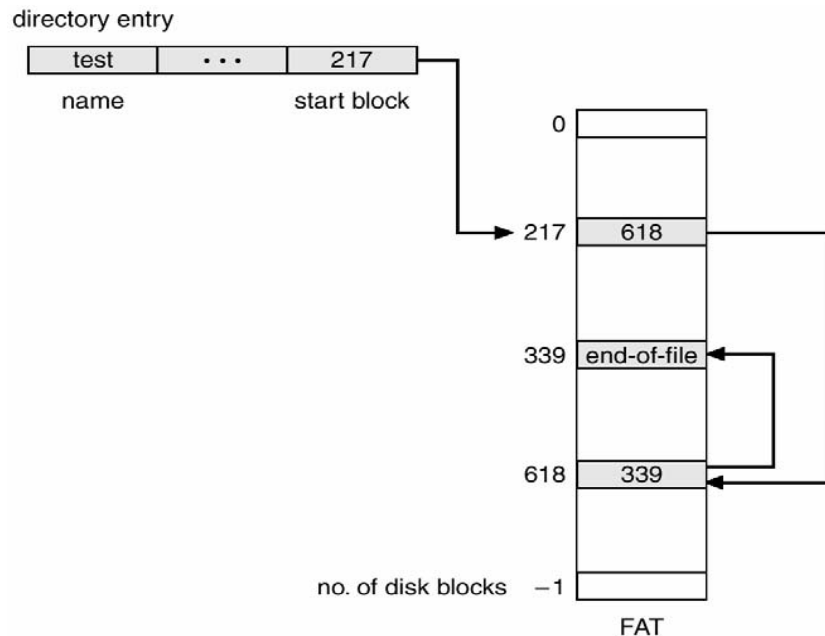 directory entry
test ••• 217
name start block
0
217 618
339 end-of-file
618 339
no. of disk blocks –1
FAT